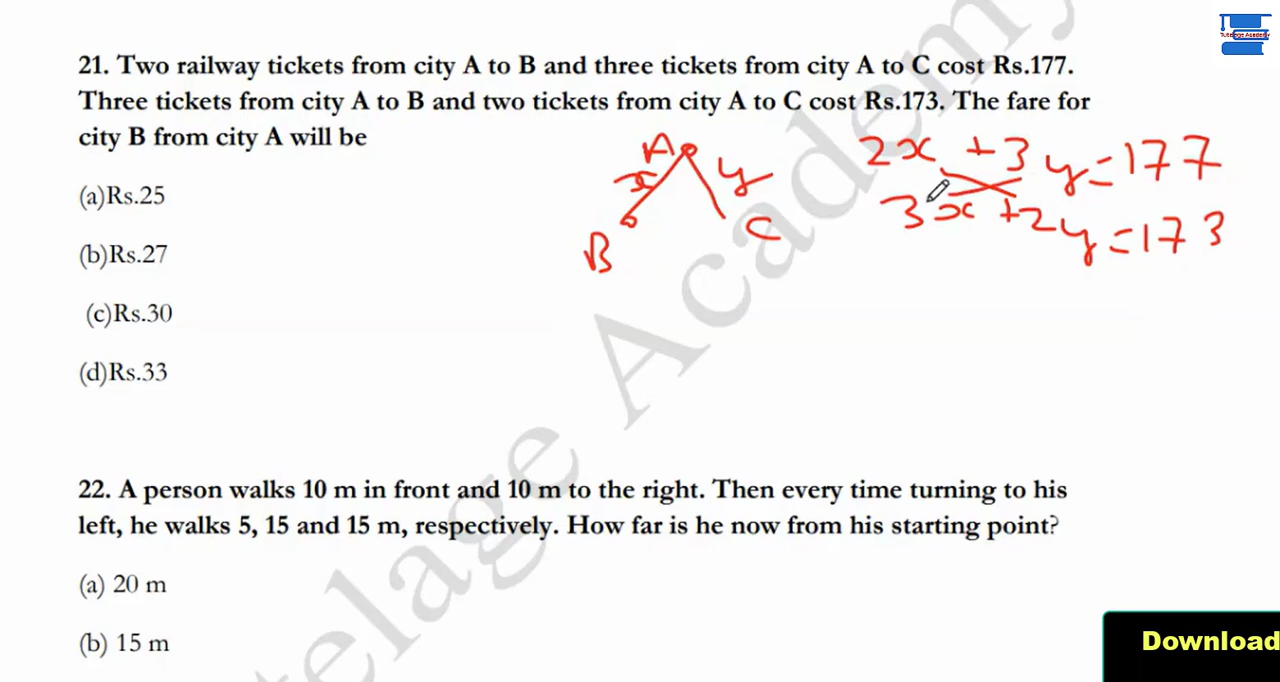 Tutelage Academy
21. Two railway tickets from city A to B and three tickets from city A to C cost Rs.177.
Three tickets from city A to B and two tickets from city A to C cost Rs.173. The fare for
city B from city A will be
A
x
y
B
C
2x + 3y = 177
3x + 2y = 173
(a)Rs.25
(b)Rs.27
(c)Rs.30
(d)Rs.33
22. A person walks 10 m in front and 10 m to the right. Then every time turning to his
left, he walks 5, 15 and 15 m, respectively. How far is he now from his starting point?
(a) 20 m
(b) 15 m
telage Academy
Download